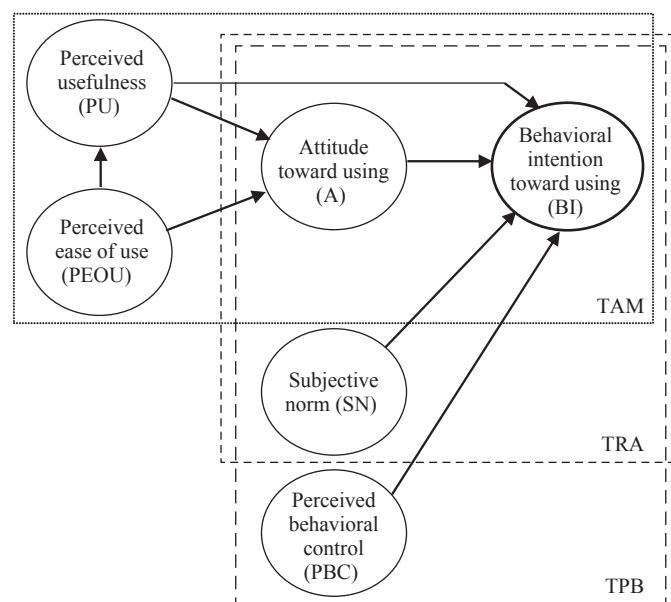 Perceived
usefulness
(PU)
Attitude
toward using
(A)
Behavioral
intention
toward using
(BI)
Perceived
ease of use
(PEOU)
TAM
Subjective
norm (SN)
TRA
Perceived
behavioral
control
(PBC)
TPB